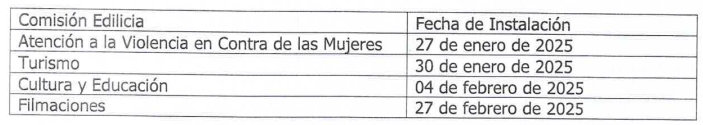 Comisión Edilicia Fecha de Instalación
Atención a la Violencia en Contra de las Mujeres 27 de enero de 2025
Turismo 30 de enero de 2025
Cultura y Educación 04 de febrero de 2025
Filmaciones 27 de febrero de 2025